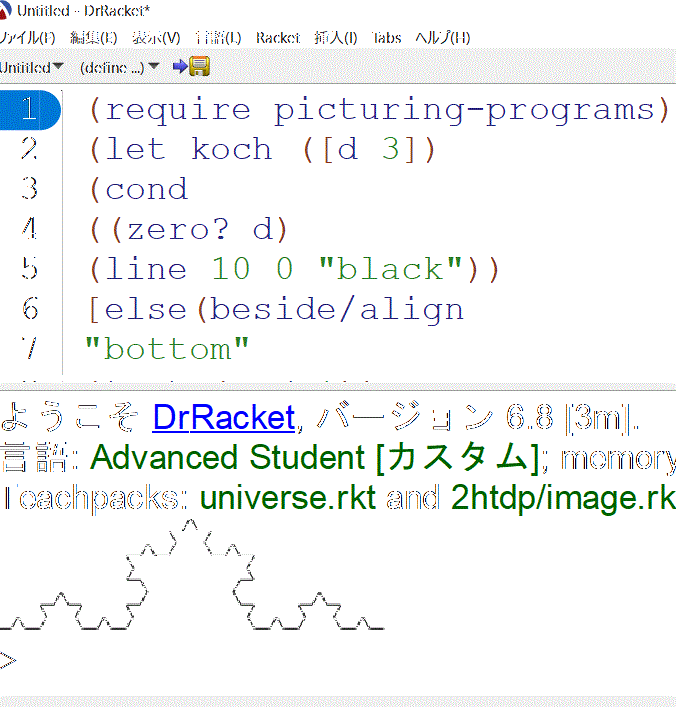 Untitled - DrRacket*
ファイル(F) 編集(E) 表示(V) 言語(L) Racket 挿入(I) Tabs ヘルプ(H)
Untitled (define ...)
1 (require picturing-programs)
2 (let koch ([d 3])
3 (cond
4 ((zero? d)
5 (line 10 0 "black"))
6 [else(beside/align
7 "bottom"
ようこそ DrRacket, バージョン 6.8 [3m].
言語: Advanced Student [カスタム]; memory
Teachpacks: universe.rkt and 2htdp/image.rk
>